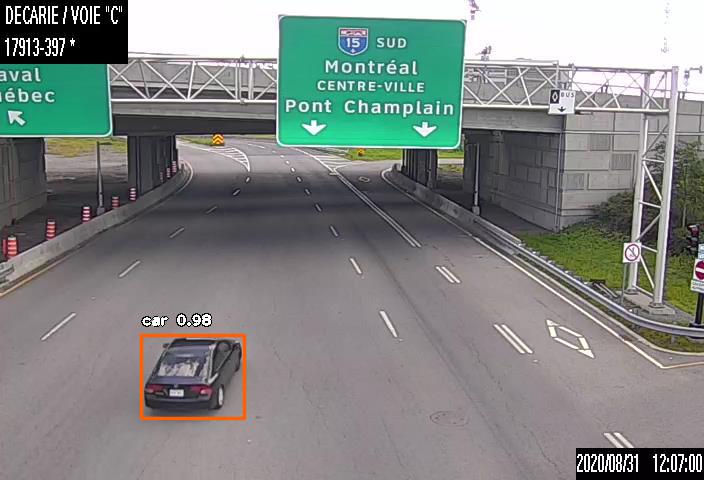 DECARIE / VOIE "C"
17913-397 *
aval
ébec
15 SUD
Montréal
CENTRE-VILLE
Pont Champlain
BUS
car 0.98
2020/08/31 12:07:00